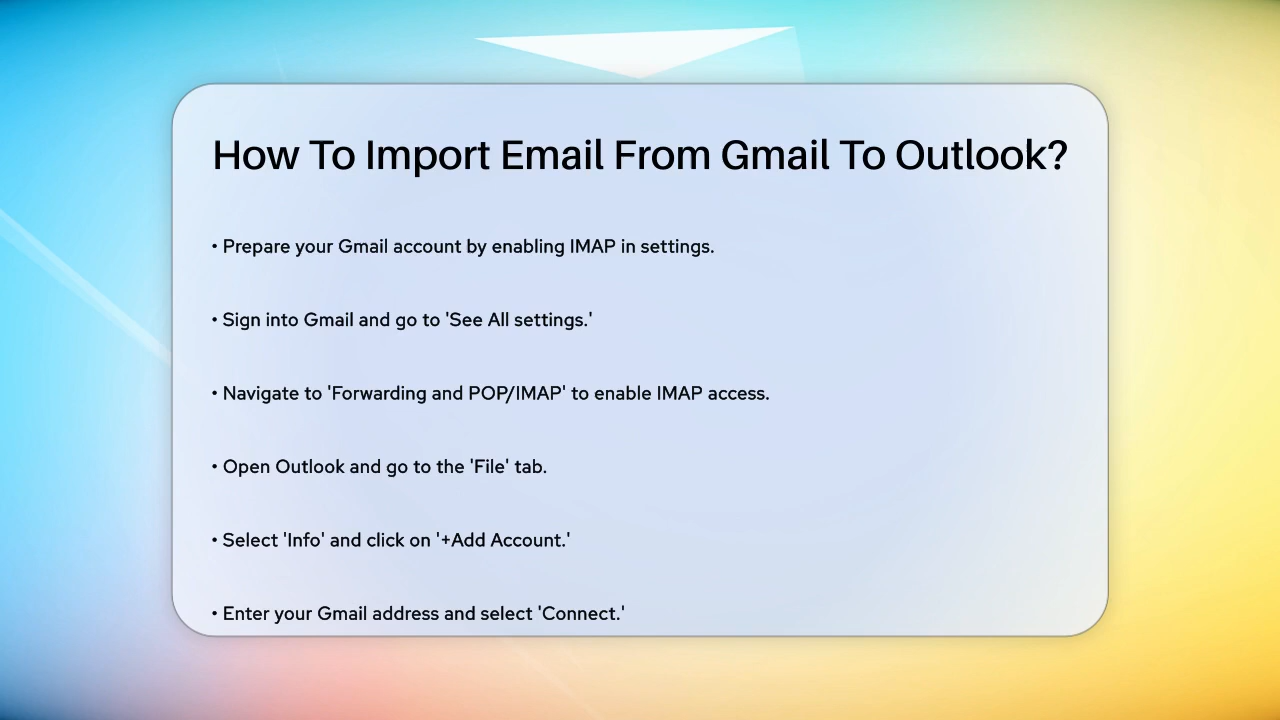 How To Import Email From Gmail To Outlook?
• Prepare your Gmail account by enabling IMAP in settings.
• Sign into Gmail and go to 'See All settings.'
• Navigate to 'Forwarding and POP/IMAP' to enable IMAP access.
• Open Outlook and go to the 'File' tab.
• Select 'Info' and click on '+Add Account.'
• Enter your Gmail address and select 'Connect.'